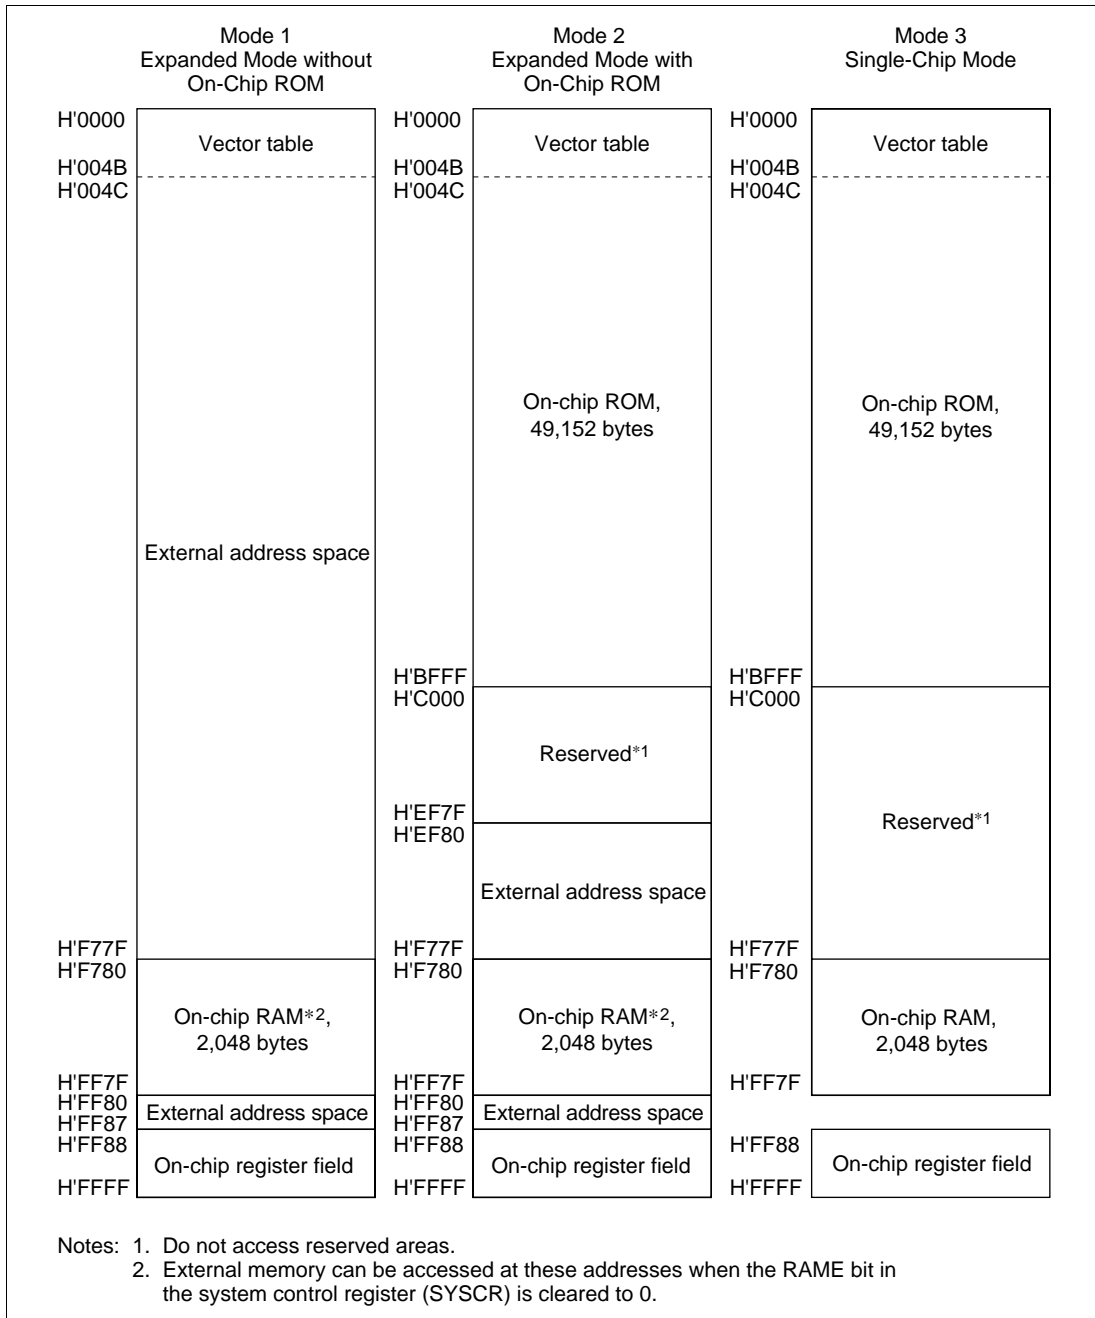 Mode 1
Expanded Mode without
On-Chip ROM
H'0000
Vector table
H'004B
H'004C
External address space
H'F77F
H'F780
On-chip RAM*2,
2,048 bytes
H'FF7F
H'FF80
External address space
H'FF87
H'FF88
On-chip register field
H'FFFF
Mode 2
Expanded Mode with
On-Chip ROM
H'0000
Vector table
H'004B
H'004C
On-chip ROM,
49,152 bytes
H'BFFF
H'C000
Reserved*1
H'EF7F
H'EF80
External address space
H'F77F
H'F780
On-chip RAM*2,
2,048 bytes
H'FF7F
H'FF80
External address space
H'FF87
H'FF88
On-chip register field
H'FFFF
Mode 3
Single-Chip Mode
H'0000
Vector table
H'004B
H'004C
On-chip ROM,
49,152 bytes
H'BFFF
H'C000
Reserved*1
H'F77F
H'F780
On-chip RAM,
2,048 bytes
H'FF7F
H'FF88
On-chip register field
H'FFFF
Notes: 1. Do not access reserved areas.
2. External memory can be accessed at these addresses when the RAME bit in
the system control register (SYSCR) is cleared to 0.